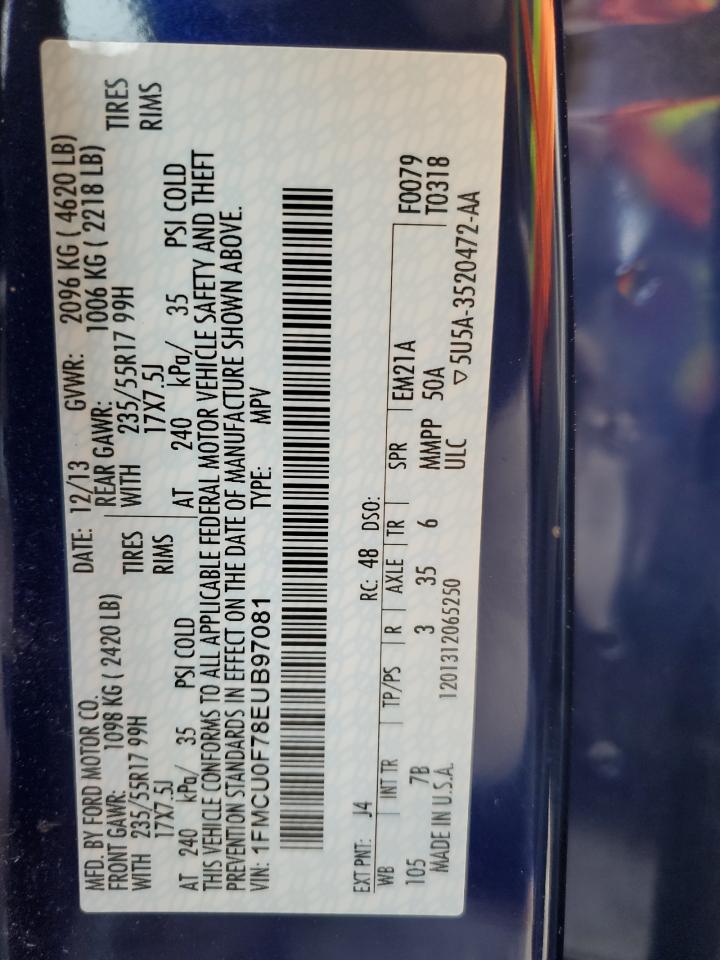 MFD. BY FORD MOTOR CO. DATE: 12/13 GVWR: 2096 KG ( 4620 LB)
FRONT GAWR: 1098 KG ( 2420 LB) REAR GAWR: 1006 KG ( 2218 LB)
WITH 235/55R17 99H TIRES WITH 235/55R17 99H TIRES
17X7.5J RIMS 17X7.5J RIMS
AT 240 kPa/ 35 PSI COLD AT 240 kPa/ 35 PSI COLD
THIS VEHICLE CONFORMS TO ALL APPLICABLE FEDERAL MOTOR VEHICLE SAFETY AND THEFT
PREVENTION STANDARDS IN EFFECT ON THE DATE OF MANUFACTURE SHOWN ABOVE.
VIN: 1FMCU0F78EUB97081 TYPE: MPV
EXT PNT: J4 RC: 48 DSO:
WB INT TR TP/PS R AXLE TR SPR EM21A F0079
105 7B 3 35 6 MMPP 50A T0318
MADE IN U.S.A. 1201312065250 ULC ▽5U5A-3520472-AA